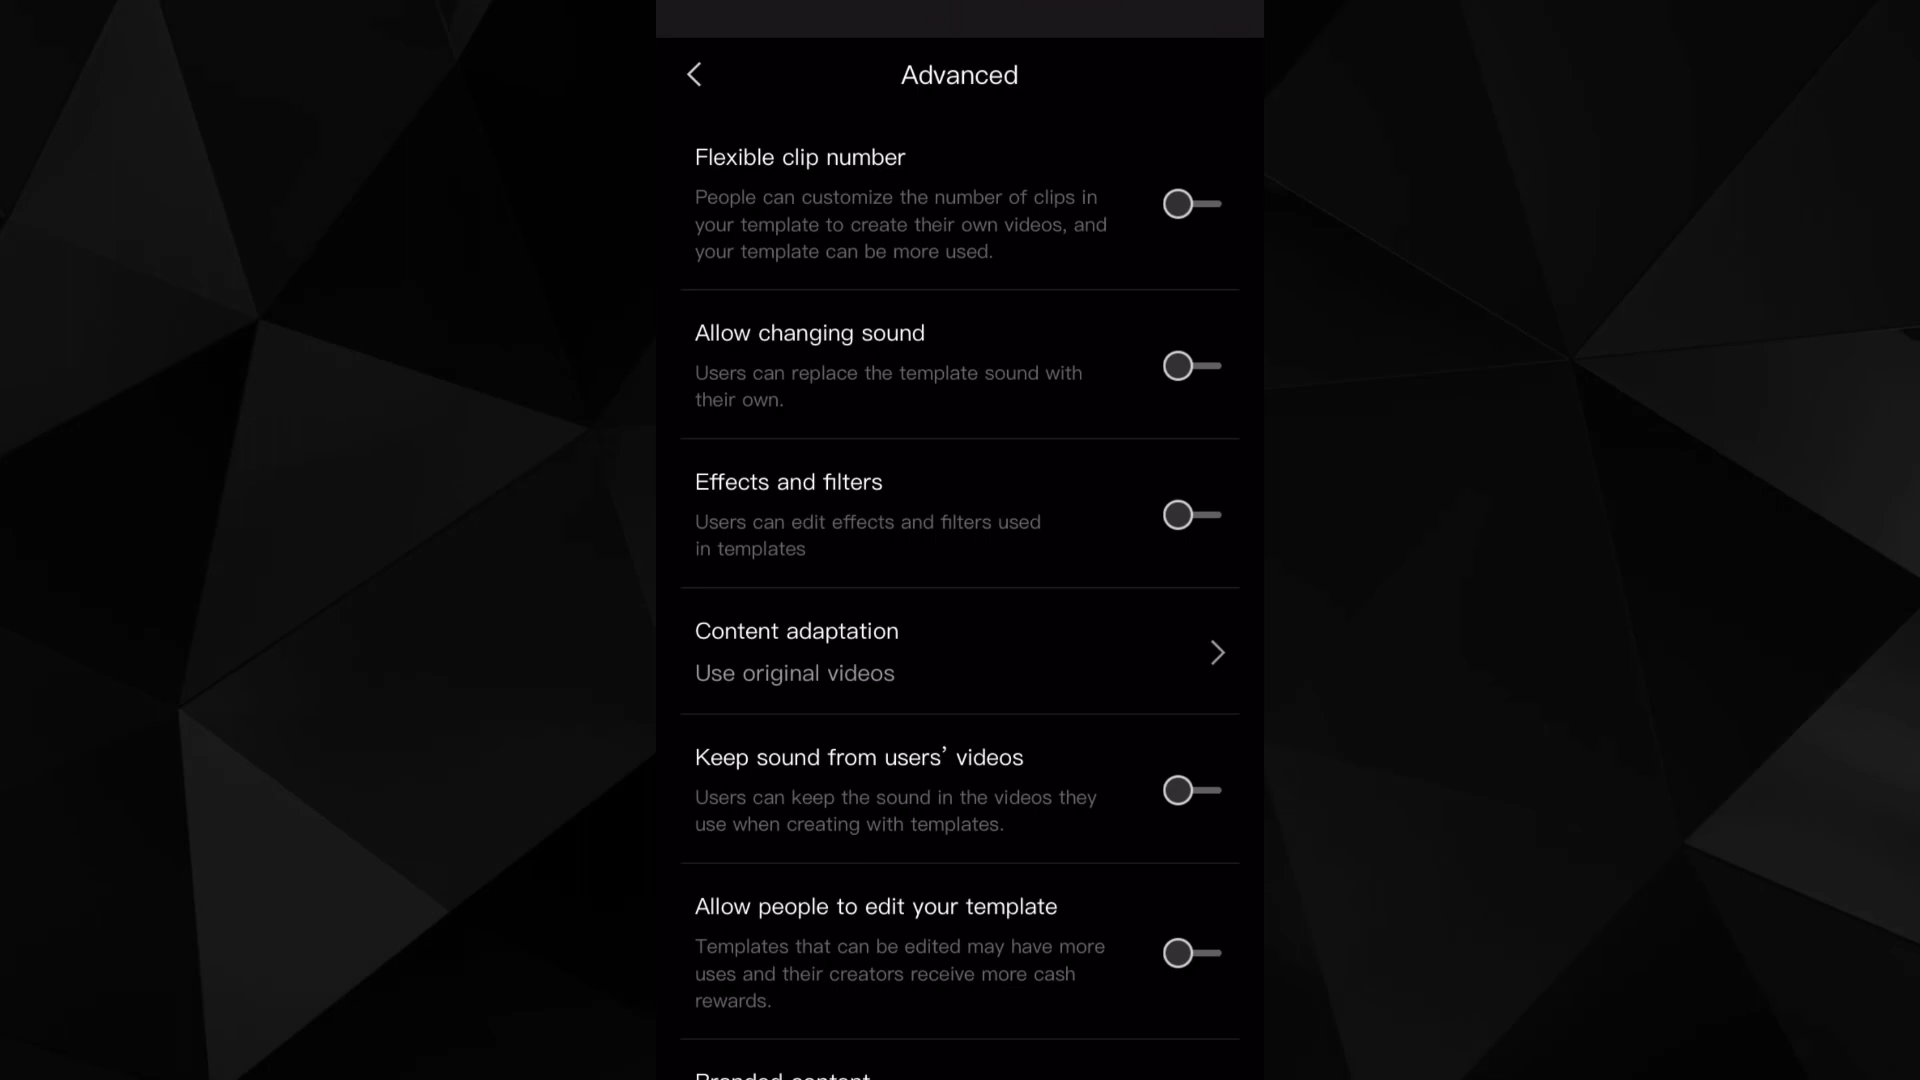 Advanced
Flexible clip number
People can customize the number of clips in
your template to create their own videos, and
your template can be more used.
Allow changing sound
Users can replace the template sound with
their own.
Effects and filters
Users can edit effects and filters used
in templates
Content adaptation
Use original videos
Keep sound from users’ videos
Users can keep the sound in the videos they
use when creating with templates.
Allow people to edit your template
Templates that can be edited may have more
uses and their creators receive more cash
rewards.
Branded content